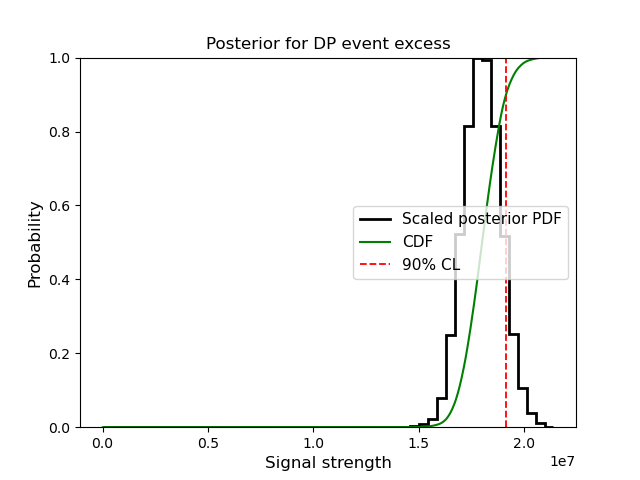 Posterior for DP event excess
Probability
1.0
0.8
0.6
0.4
0.2
0.0
Scaled posterior PDF
CDF
90% CL
0.0 0.5 1.0 1.5 2.0
1e7
Signal strength